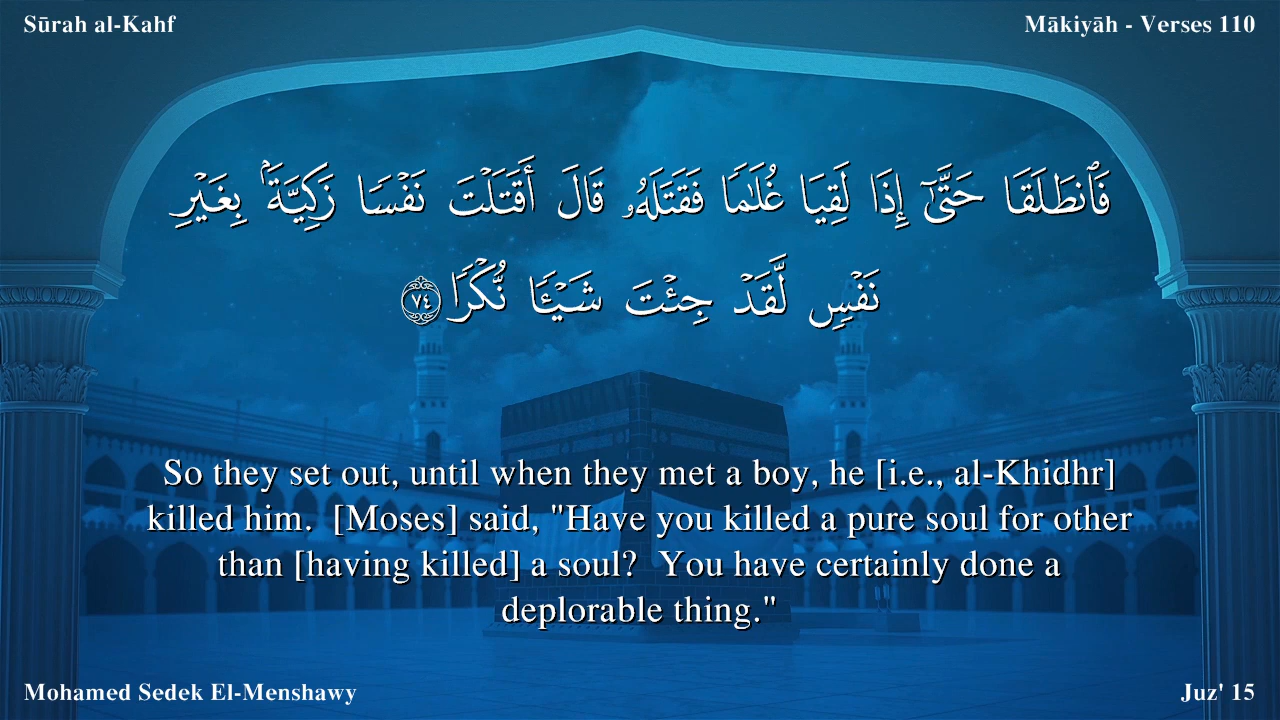 Sūrah al-Kahf
Mākiyāh - Verses 110
فَٱنطَلَقَا حَتَّىٰٓ إِذَا لَقِيَا غُلَـٰمًا فَقَتَلَهُۥ قَالَ أَقَتَلْتَ نَفْسًا زَكِيَّةًۢ بِغَيْرِ
نَفْسٍ لَّقَدْ جِئْتَ شَيْـًٔا نُّكْرًا ٧٤
So they set out, until when they met a boy, he [i.e., al-Khidhr]
killed him.  [Moses] said, "Have you killed a pure soul for other
than [having killed] a soul?  You have certainly done a
deplorable thing."
Mohamed Sedek El-Menshawy
Juz' 15